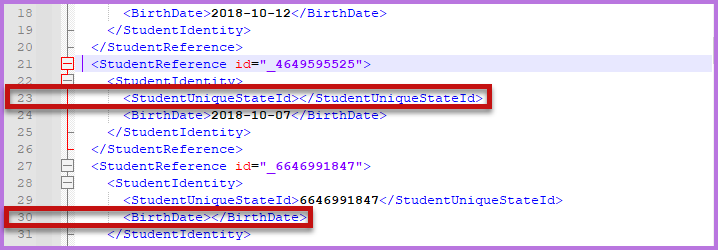 18 <BirthDate>2018-10-12</BirthDate>
19 </StudentIdentity>
20 </StudentReference>
21 <StudentReference id="_4649595525">
22 <StudentIdentity>
23 <StudentUniqueStateId></StudentUniqueStateId>
24 <BirthDate>2018-10-07</BirthDate>
25 </StudentIdentity>
26 </StudentReference>
27 <StudentReference id="_6646991847">
28 <StudentIdentity>
29 <StudentUniqueStateId>6646991847</StudentUniqueStateId>
30 <BirthDate></BirthDate>
31 </StudentIdentity>